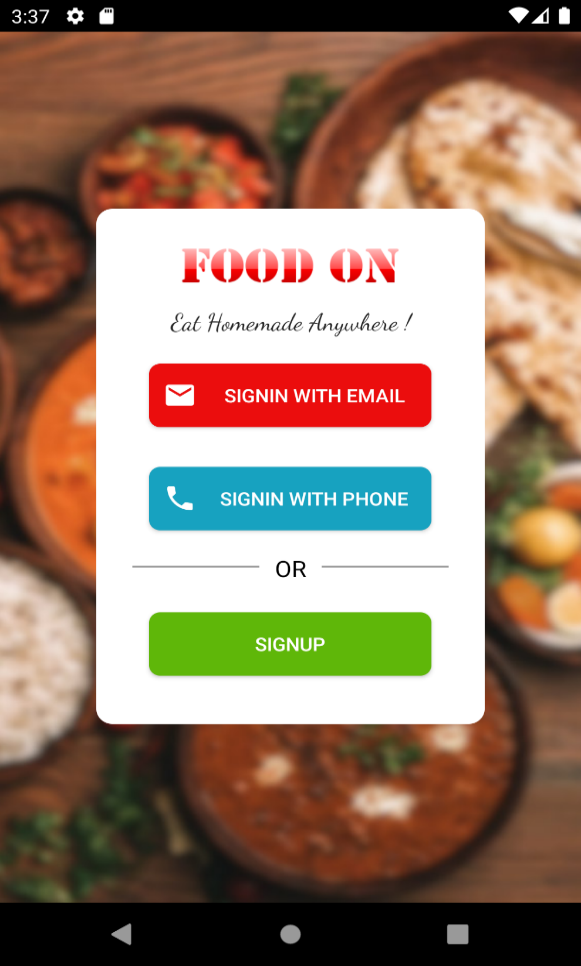 3:37
FOOD ON
Eat Homemade Anywhere !
SIGNIN WITH EMAIL
SIGNIN WITH PHONE
OR
SIGNUP